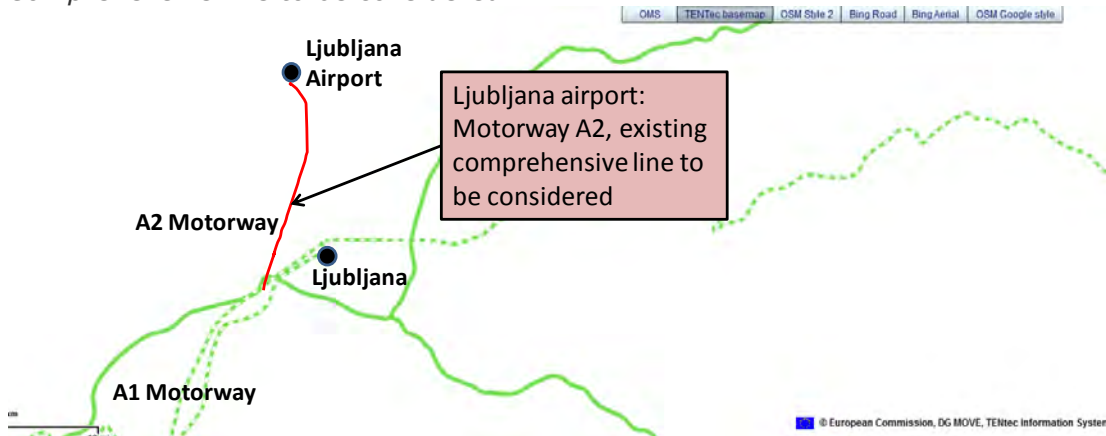 OMS TENTec basemap OSM Stile 2 Bing Road Bing Aerial OSM Google style
Ljubljana
Airport
Ljubljana airport:
Motorway A2, existing
comprehensive line to
be considered
A2 Motorway
Ljubljana
A1 Motorway
© European Commission, DG MOVE, TENtec Information System